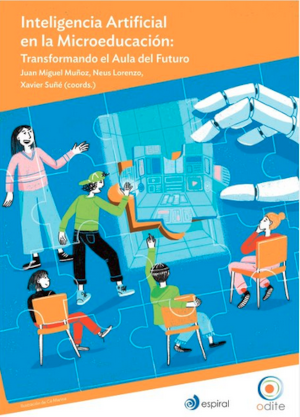 Inteligencia Artificial
en la Microeducación:
Transformando el Aula del Futuro
Juan Miguel Muñoz, Neus Lorenzo,
Xavier Suñé (coords.)
espiral
odite